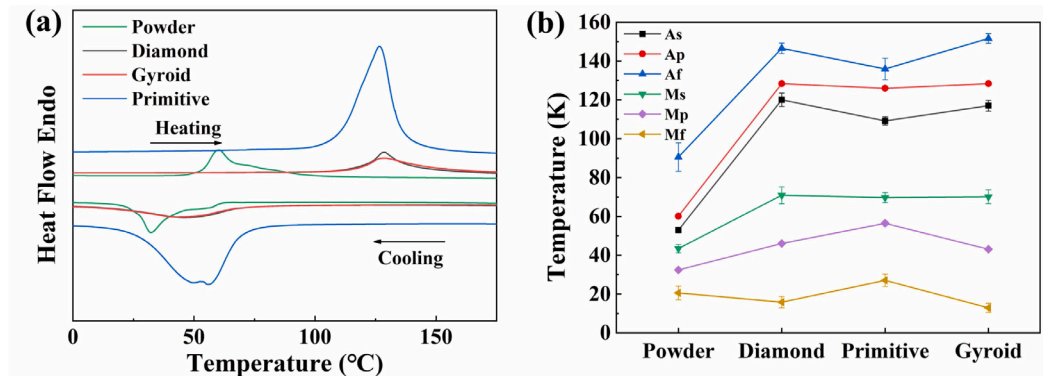 (a)
Powder
Diamond
Gyroid
Primitive
Heating
Cooling
Heat Flow Endo
0
50
100
150
Temperature (℃)
(b)
As
Ap
Af
Ms
Mp
Mf
Temperature (K)
160
140
120
100
80
60
40
20
0
Powder
Diamond
Primitive
Gyroid